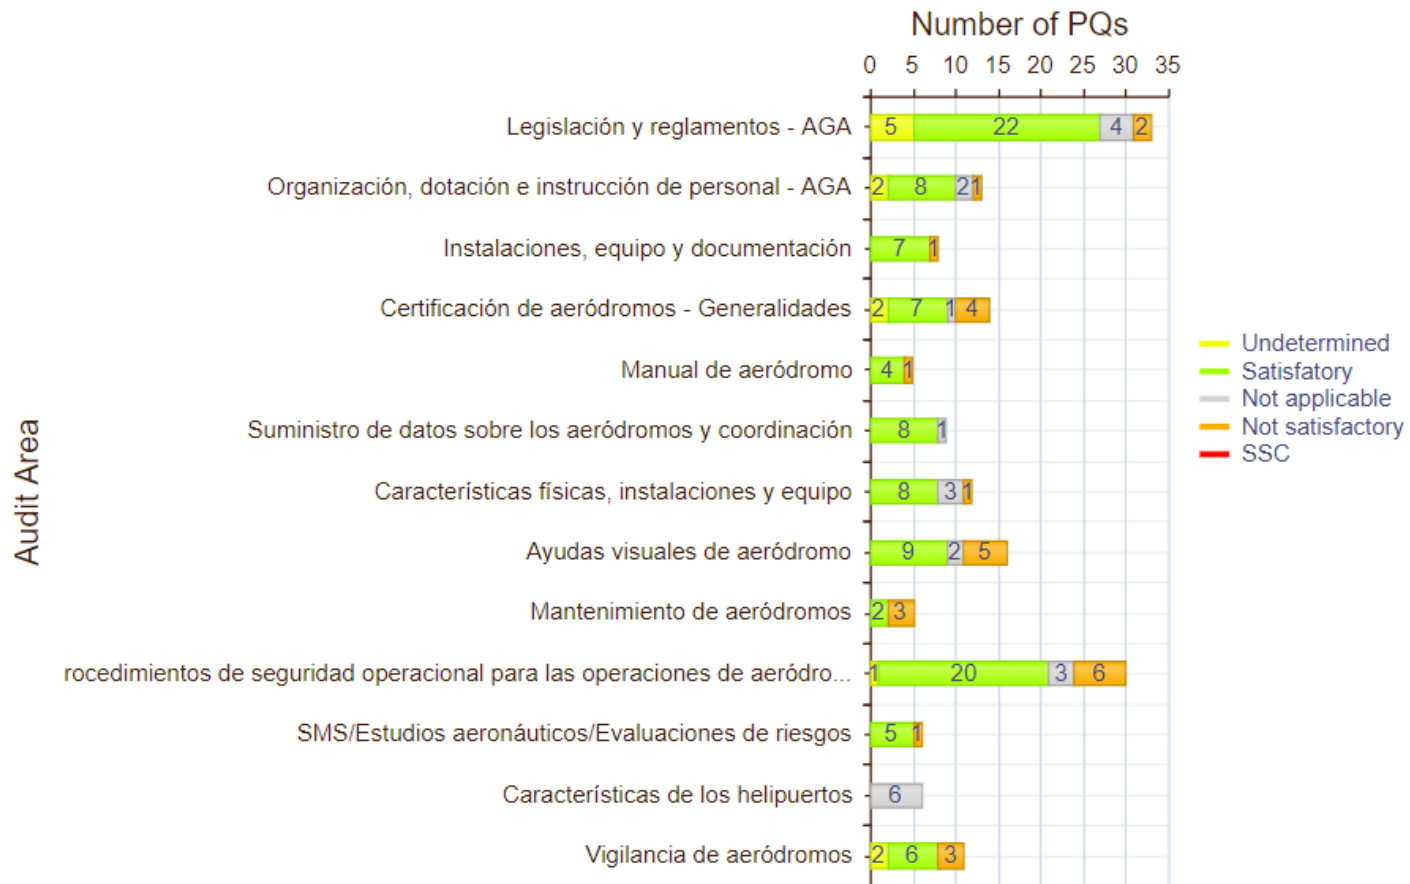 Number of PQs
0 5 10 15 20 25 30 35
Audit Area
Legislación y reglamentos - AGA 5 22 4 2
Organización, dotación e instrucción de personal - AGA 2 8 2 1
Instalaciones, equipo y documentación 7 1
Certificación de aeródromos - Generalidades 2 7 1 4
Manual de aeródromo 4 1
Suministro de datos sobre los aeródromos y coordinación 8 1
Características físicas, instalaciones y equipo 8 3 1
Ayudas visuales de aeródromo 9 2 5
Mantenimiento de aeródromos 2 3
rocedimientos de seguridad operacional para las operaciones de aeródro... 1 20 3 6
SMS/Estudios aeronáuticos/Evaluaciones de riesgos 5 1
Características de los helipuertos 6
Vigilancia de aeródromos 2 6 3
Undetermined
Satisfatory
Not applicable
Not satisfactory
SSC